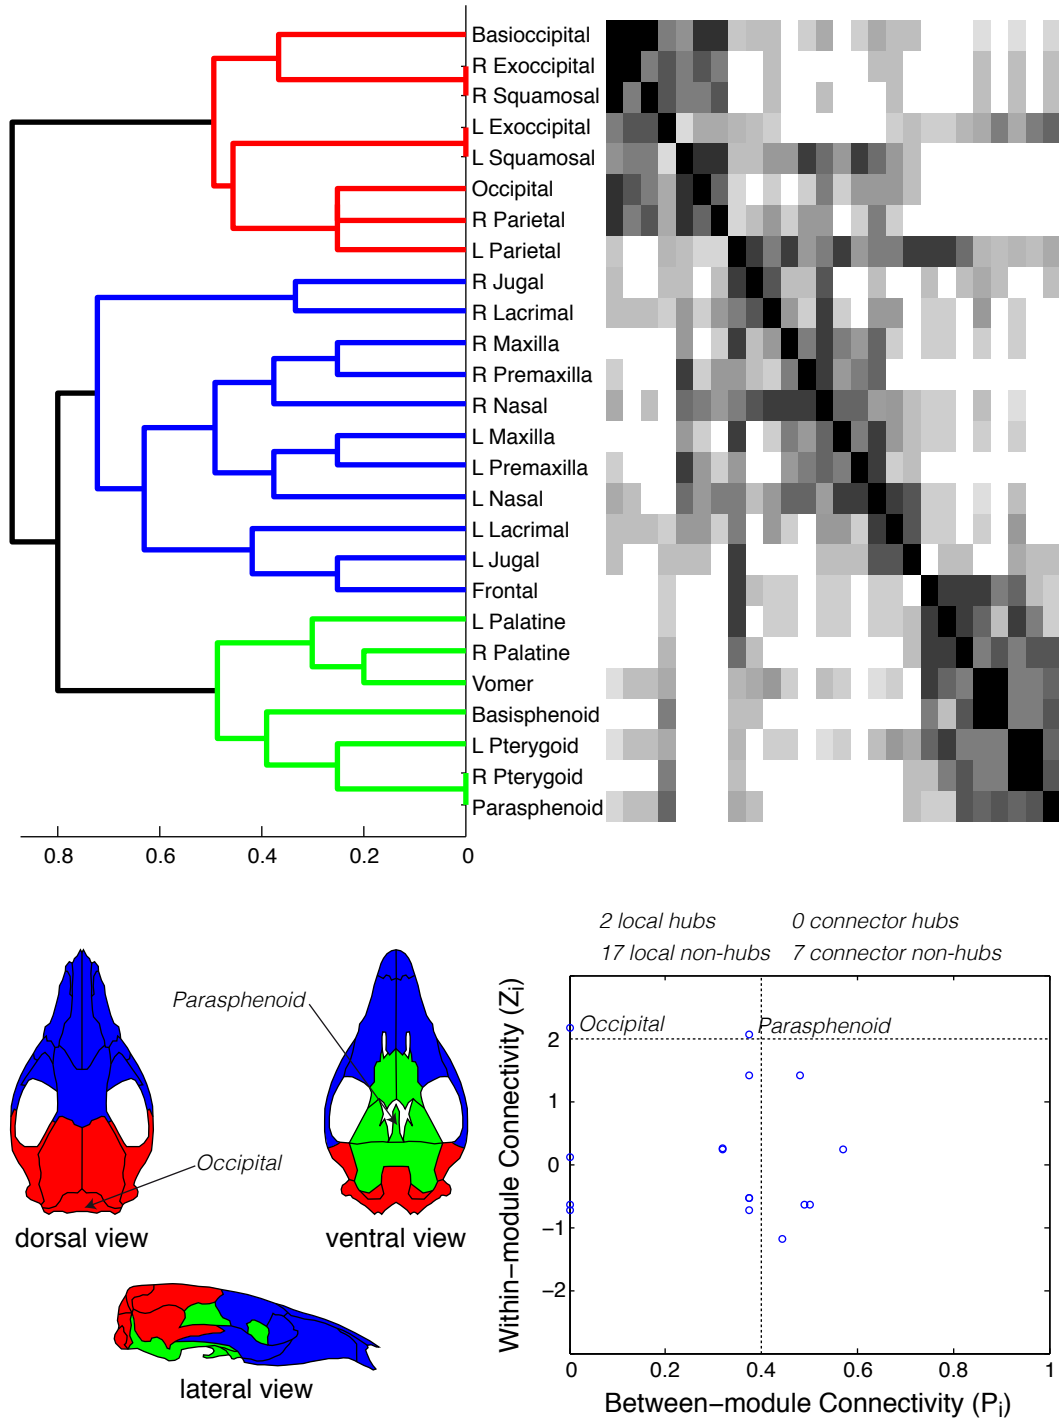 Basioccipital
R Exoccipital
R Squamosal
L Exoccipital
L Squamosal
Occipital
R Parietal
L Parietal
R Jugal
R Lacrimal
R Maxilla
R Premaxilla
R Nasal
L Maxilla
L Premaxilla
L Nasal
L Lacrimal
L Jugal
Frontal
L Palatine
R Palatine
Vomer
Basisphenoid
L Pterygoid
R Pterygoid
Parasphenoid
0.8 0.6 0.4 0.2 0
Parasphenoid
Occipital
dorsal view
ventral view
lateral view
2 local hubs 0 connector hubs
17 local non-hubs 7 connector non-hubs
Occipital Parasphenoid
2
1
0
−1
−2
Within−module Connectivity (Zi)
0 0.2 0.4 0.6 0.8 1
Between−module Connectivity (Pi)